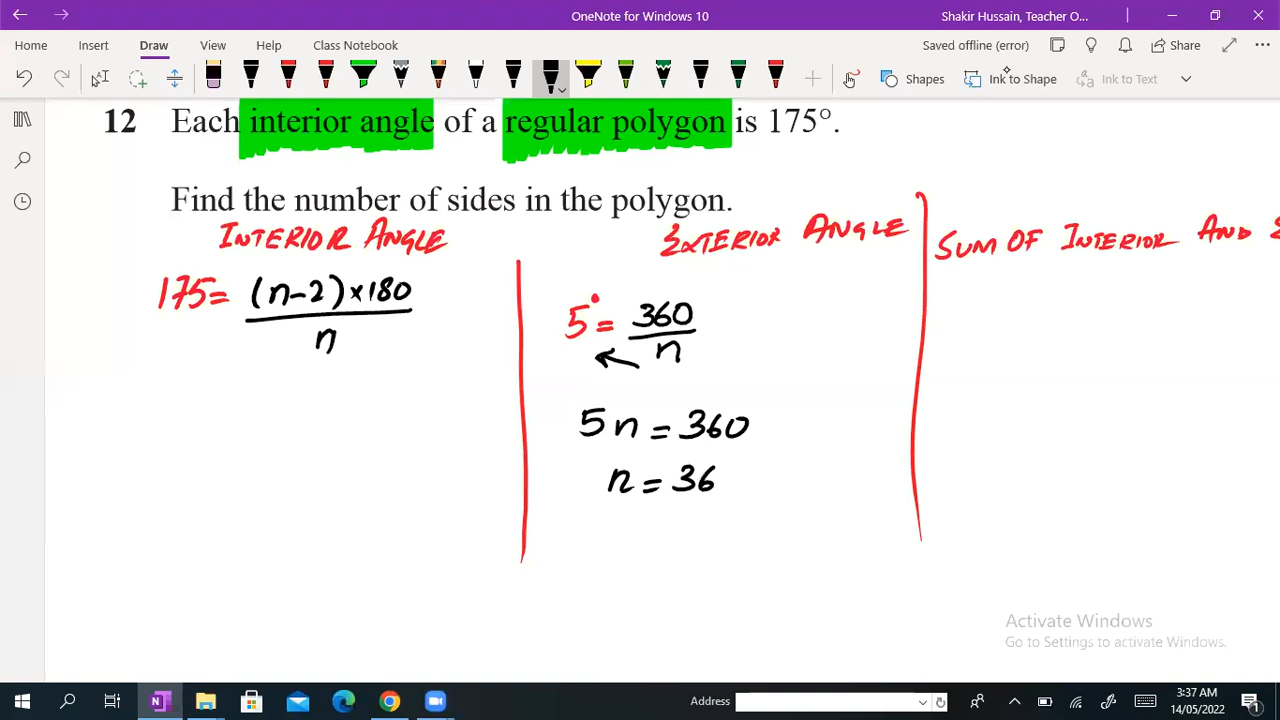 OneNote for Windows 10
Shakir Hussain, Teacher O...
Home Insert Draw View Help Class Notebook
Saved offline (error)
Share
Shapes
Ink to Shape
Ink to Text
12 Each interior angle of a regular polygon is 175°.
Find the number of sides in the polygon.
INTERIOR ANGLE
175= (n-2)×180
n
EXTERIOR ANGLE
5°= 360
n
5n=360
n=36
SUM OF INTERIOR AND
Activate Windows
Go to Settings to activate Windows.
Address
3:37 AM
14/05/2022
1